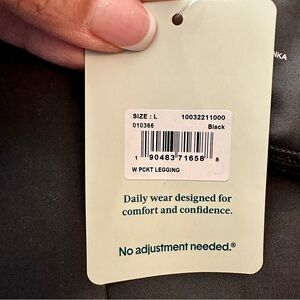 SIZE : L 10032211000
010366 Black
1 90483 71658 8
W PCKT LEGGING
Daily wear designed for
comfort and confidence.
No adjustment needed.®